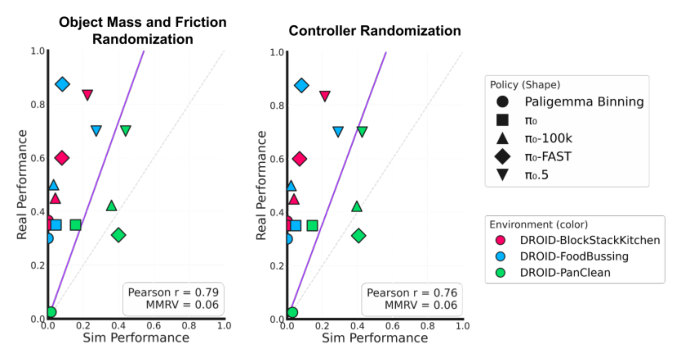 Object Mass and Friction
Randomization
Real Performance
1.0
0.8
0.6
0.4
0.2
0.0
0.0 0.2 0.4 0.6 0.8 1.0
Sim Performance
Pearson r = 0.79
MMRV = 0.06
Controller Randomization
Real Performance
1.0
0.8
0.6
0.4
0.2
0.0
0.0 0.2 0.4 0.6 0.8 1.0
Sim Performance
Pearson r = 0.76
MMRV = 0.06
Policy (Shape)
Paligemma Binning
π₀
π₀-100k
π₀-FAST
π₀.5
Environment (color)
DROID-BlockStackKitchen
DROID-FoodBussing
DROID-PanClean